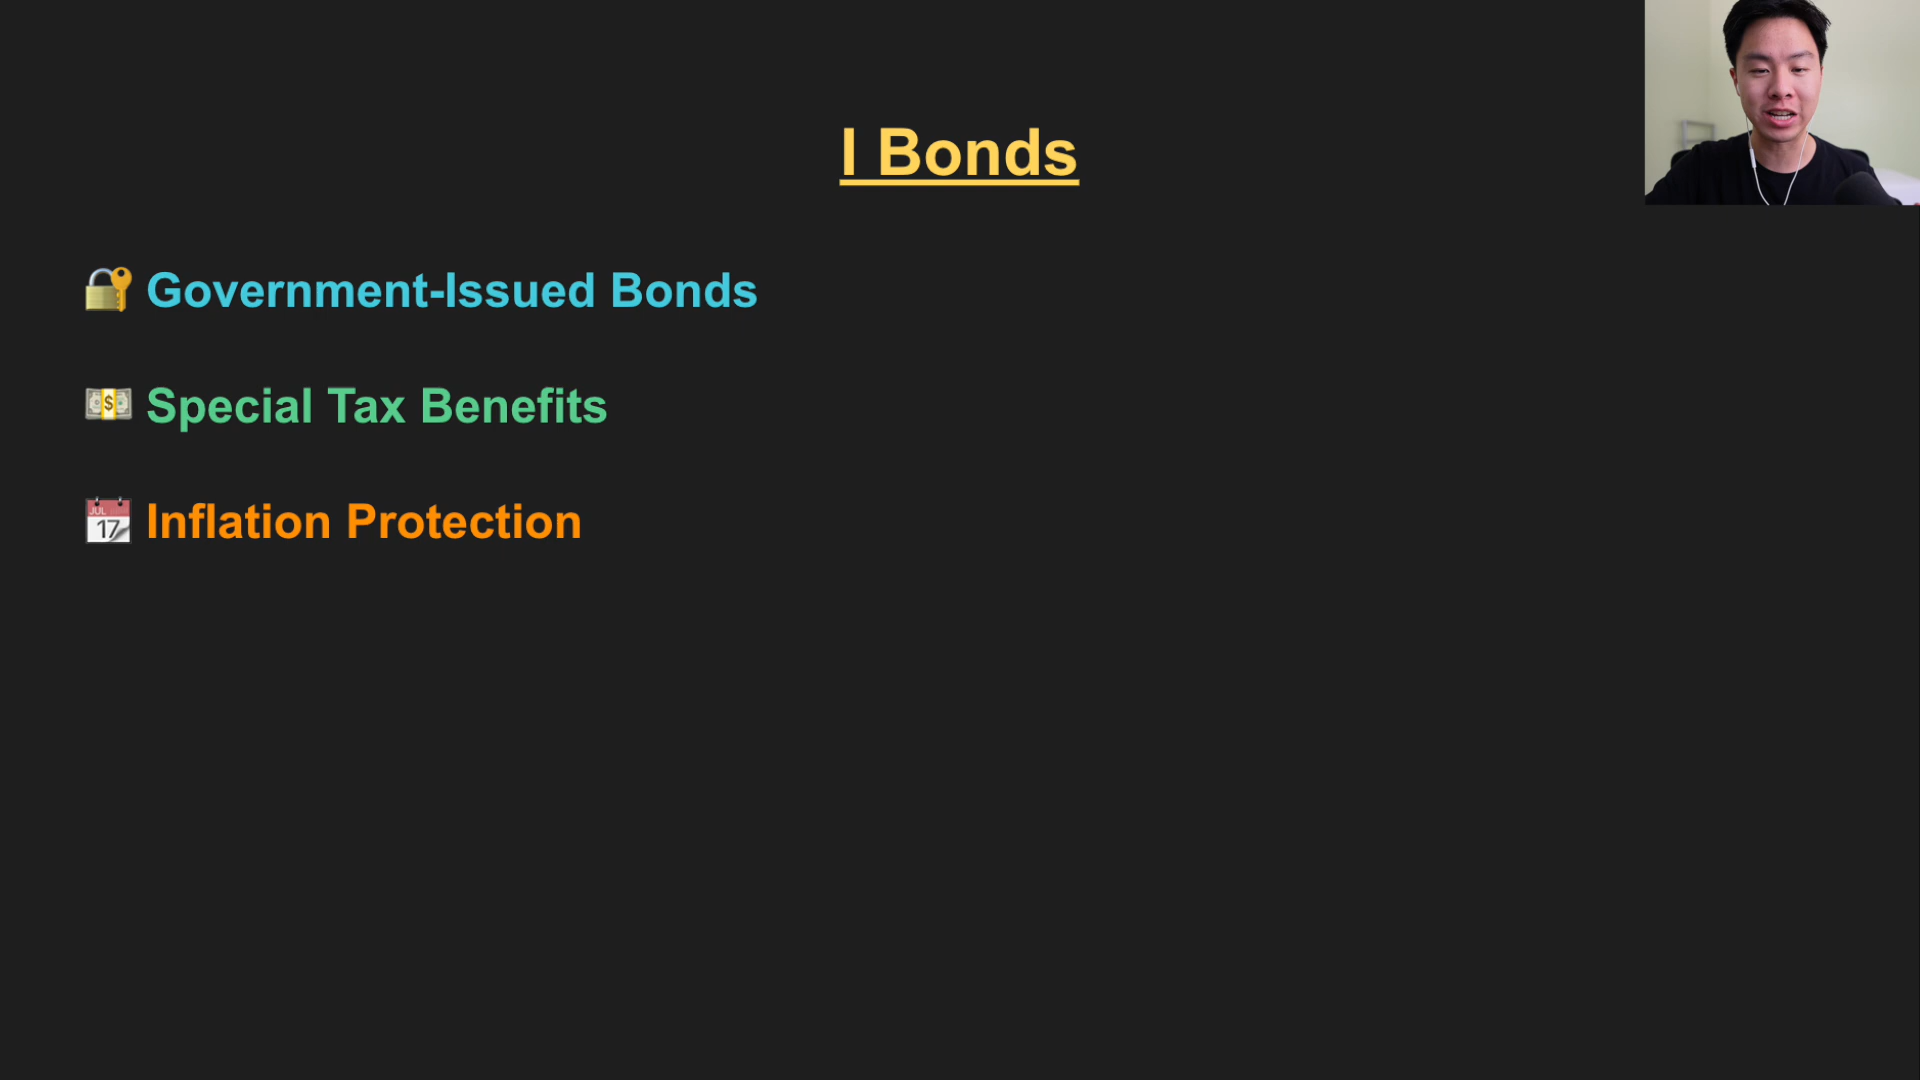 I Bonds
🔐 Government-Issued Bonds
💵 Special Tax Benefits
📆 Inflation Protection